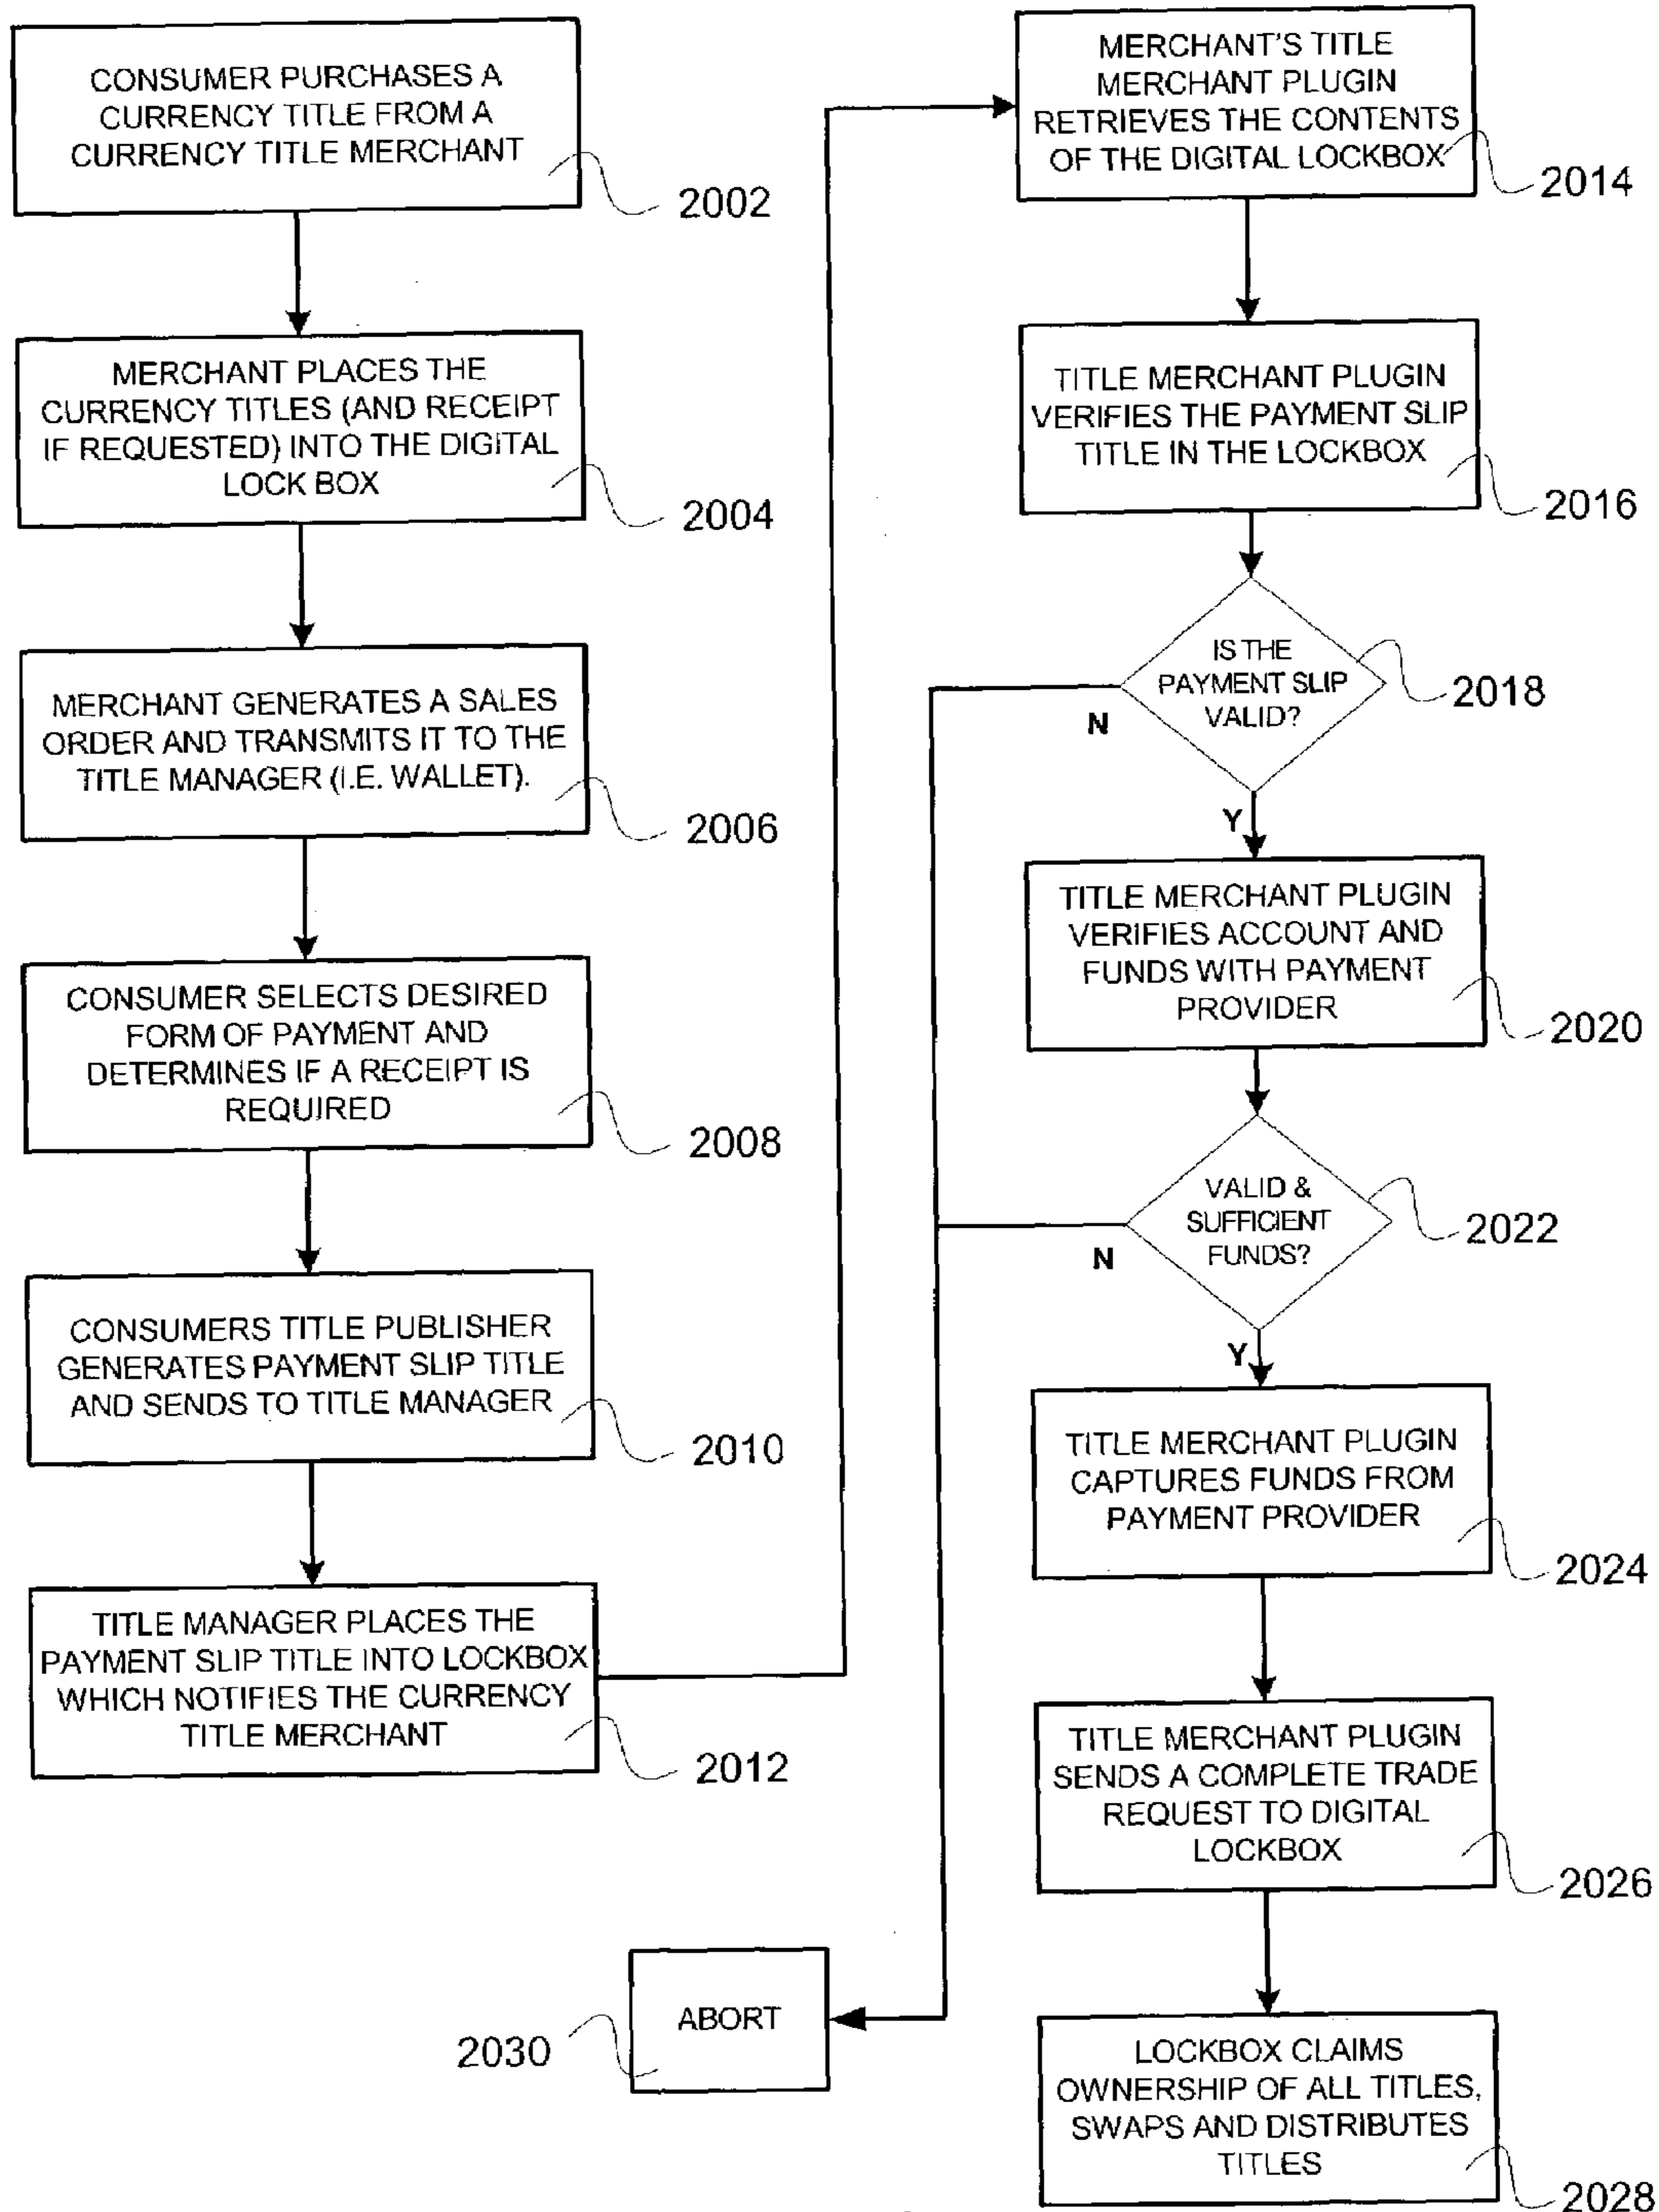 CONSUMER PURCHASES A
CURRENCY TITLE FROM A
CURRENCY TITLE MERCHANT
2002
MERCHANT PLACES THE
CURRENCY TITLES (AND RECEIPT
IF REQUESTED) INTO THE DIGITAL
LOCK BOX
2004
MERCHANT GENERATES A SALES
ORDER AND TRANSMITS IT TO THE
TITLE MANAGER (I.E. WALLET).
2006
CONSUMER SELECTS DESIRED
FORM OF PAYMENT AND
DETERMINES IF A RECEIPT IS
REQUIRED
2008
CONSUMERS TITLE PUBLISHER
GENERATES PAYMENT SLIP TITLE
AND SENDS TO TITLE MANAGER
2010
TITLE MANAGER PLACES THE
PAYMENT SLIP TITLE INTO LOCKBOX
WHICH NOTIFIES THE CURRENCY
TITLE MERCHANT
2012
MERCHANT'S TITLE
MERCHANT PLUGIN
RETRIEVES THE CONTENTS
OF THE DIGITAL LOCKBOX
2014
TITLE MERCHANT PLUGIN
VERIFIES THE PAYMENT SLIP
TITLE IN THE LOCKBOX
2016
IS THE
PAYMENT SLIP
VALID?
2018
N
Y
TITLE MERCHANT PLUGIN
VERIFIES ACCOUNT AND
FUNDS WITH PAYMENT
PROVIDER
2020
VALID &
SUFFICIENT
FUNDS?
2022
N
Y
TITLE MERCHANT PLUGIN
CAPTURES FUNDS FROM
PAYMENT PROVIDER
2024
TITLE MERCHANT PLUGIN
SENDS A COMPLETE TRADE
REQUEST TO DIGITAL
LOCKBOX
2026
LOCKBOX CLAIMS
OWNERSHIP OF ALL TITLES,
SWAPS AND DISTRIBUTES
TITLES
2028
ABORT
2030